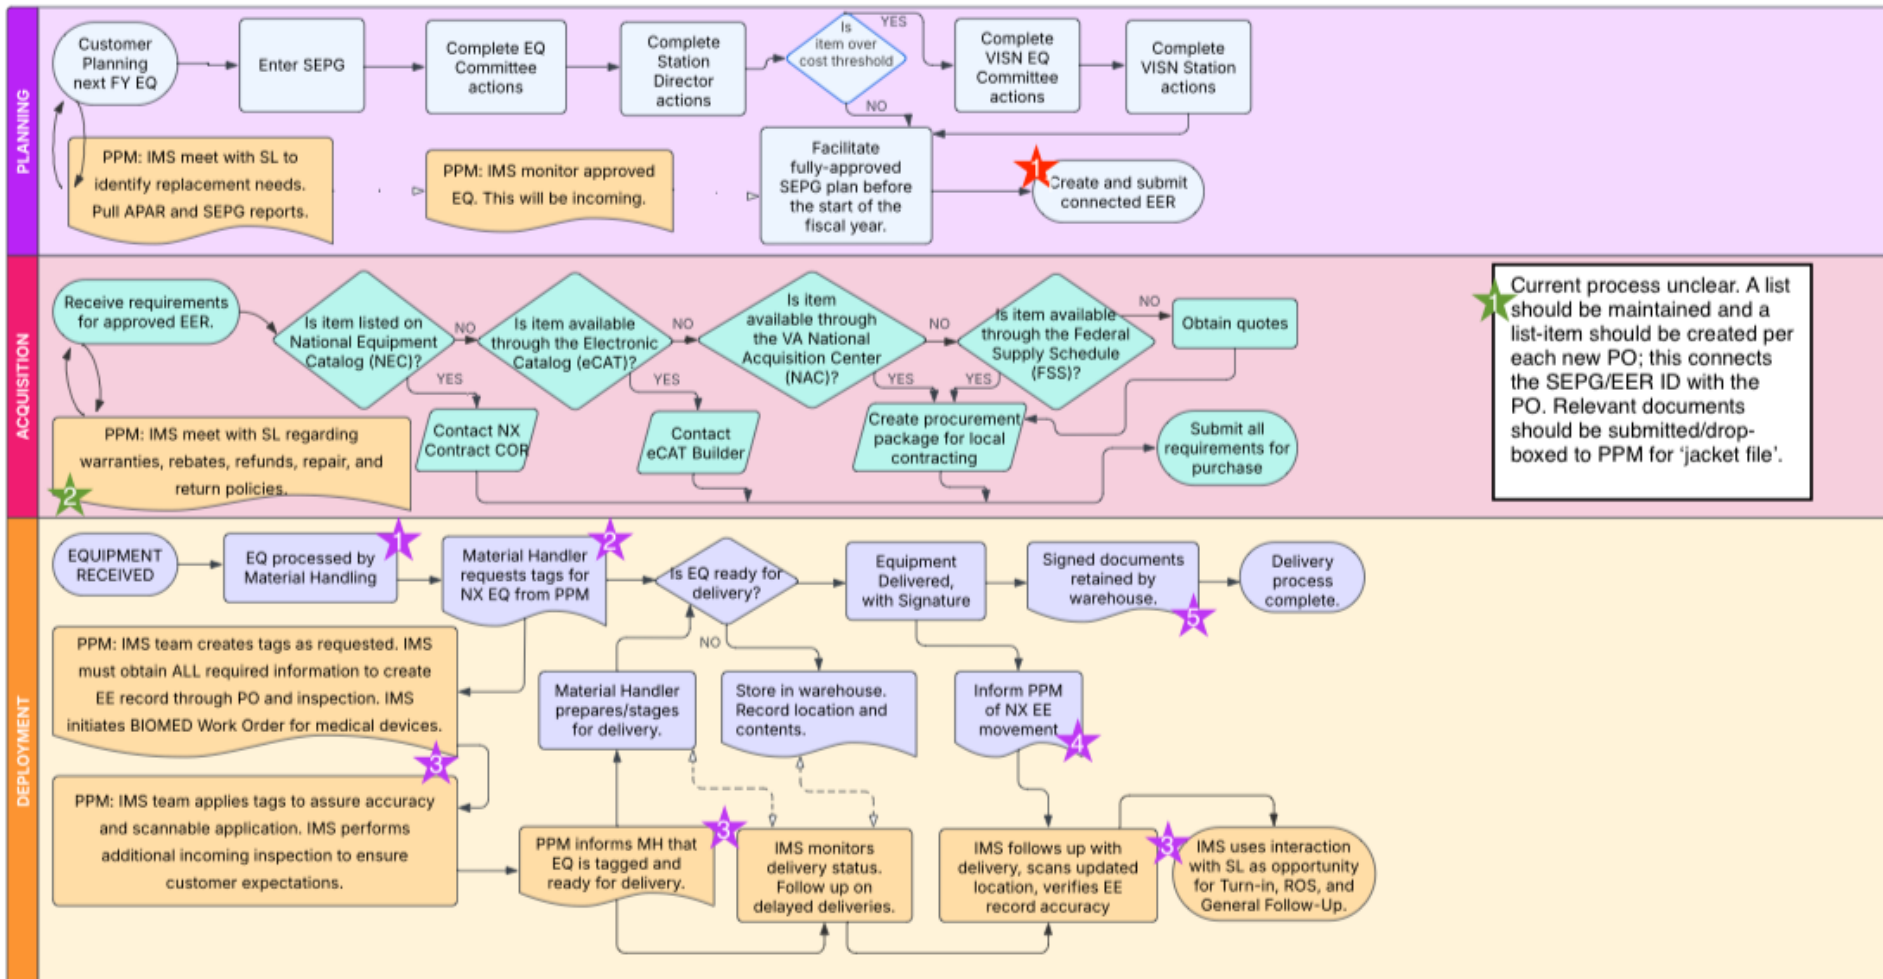 PLANNING
Customer
Planning
next FY EQ
Enter SEPG
Complete EQ
Committee
actions
Complete
Station
Director
actions
Is
item over
cost threshold
YES
NO
Complete
VISN EQ
Committee
actions
Complete
VISN Station
actions
PPM: IMS meet with SL to
identify replacement needs.
Pull APAR and SEPG reports.
PPM: IMS monitor approved
EQ. This will be incoming.
Facilitate
fully-approved
SEPG plan before
the start of the
fiscal year.
1
Create and submit
connected EER
ACQUISITION
Receive requirements
for approved EER.
Is item listed on
National Equipment
Catalog (NEC)?
NO
YES
Is item available
through the Electronic
Catalog (eCAT)?
NO
YES
Is item
available through
the VA National
Acquisition Center
(NAC)?
NO
YES
Is item available
through the Federal
Supply Schedule
(FSS)?
NO
YES
Obtain quotes
PPM: IMS meet with SL regarding
warranties, rebates, refunds, repair, and
return policies.
2
Contact NX
Contract COR
Contact
eCAT Builder
Create procurement
package for local
contracting
Submit all
requirements for
purchase
1
Current process unclear. A list
should be maintained and a
list-item should be created per
each new PO; this connects
the SEPG/EER ID with the
PO. Relevant documents
should be submitted/drop-
boxed to PPM for ‘jacket file’.
DEPLOYMENT
EQUIPMENT
RECEIVED
EQ processed by
Material Handling
1
Material Handler
requests tags for
NX EQ from PPM
2
Is EQ ready for
delivery?
NO
Equipment
Delivered,
with Signature
Signed documents
retained by
warehouse.
5
Delivery
process
complete.
PPM: IMS team creates tags as requested. IMS
must obtain ALL required information to create
EE record through PO and inspection. IMS
initiates BIOMED Work Order for medical devices.
3
Material Handler
prepares/stages
for delivery.
Store in warehouse.
Record location and
contents.
Inform PPM
of NX EE
movement
4
PPM: IMS team applies tags to assure accuracy
and scannable application. IMS performs
additional incoming inspection to ensure
customer expectations.
PPM informs MH that
EQ is tagged and
ready for delivery.
3
IMS monitors
delivery status.
Follow up on
delayed deliveries.
IMS follows up with
delivery, scans updated
location, verifies EE
record accuracy
3
IMS uses interaction
with SL as opportunity
for Turn-in, ROS, and
General Follow-Up.